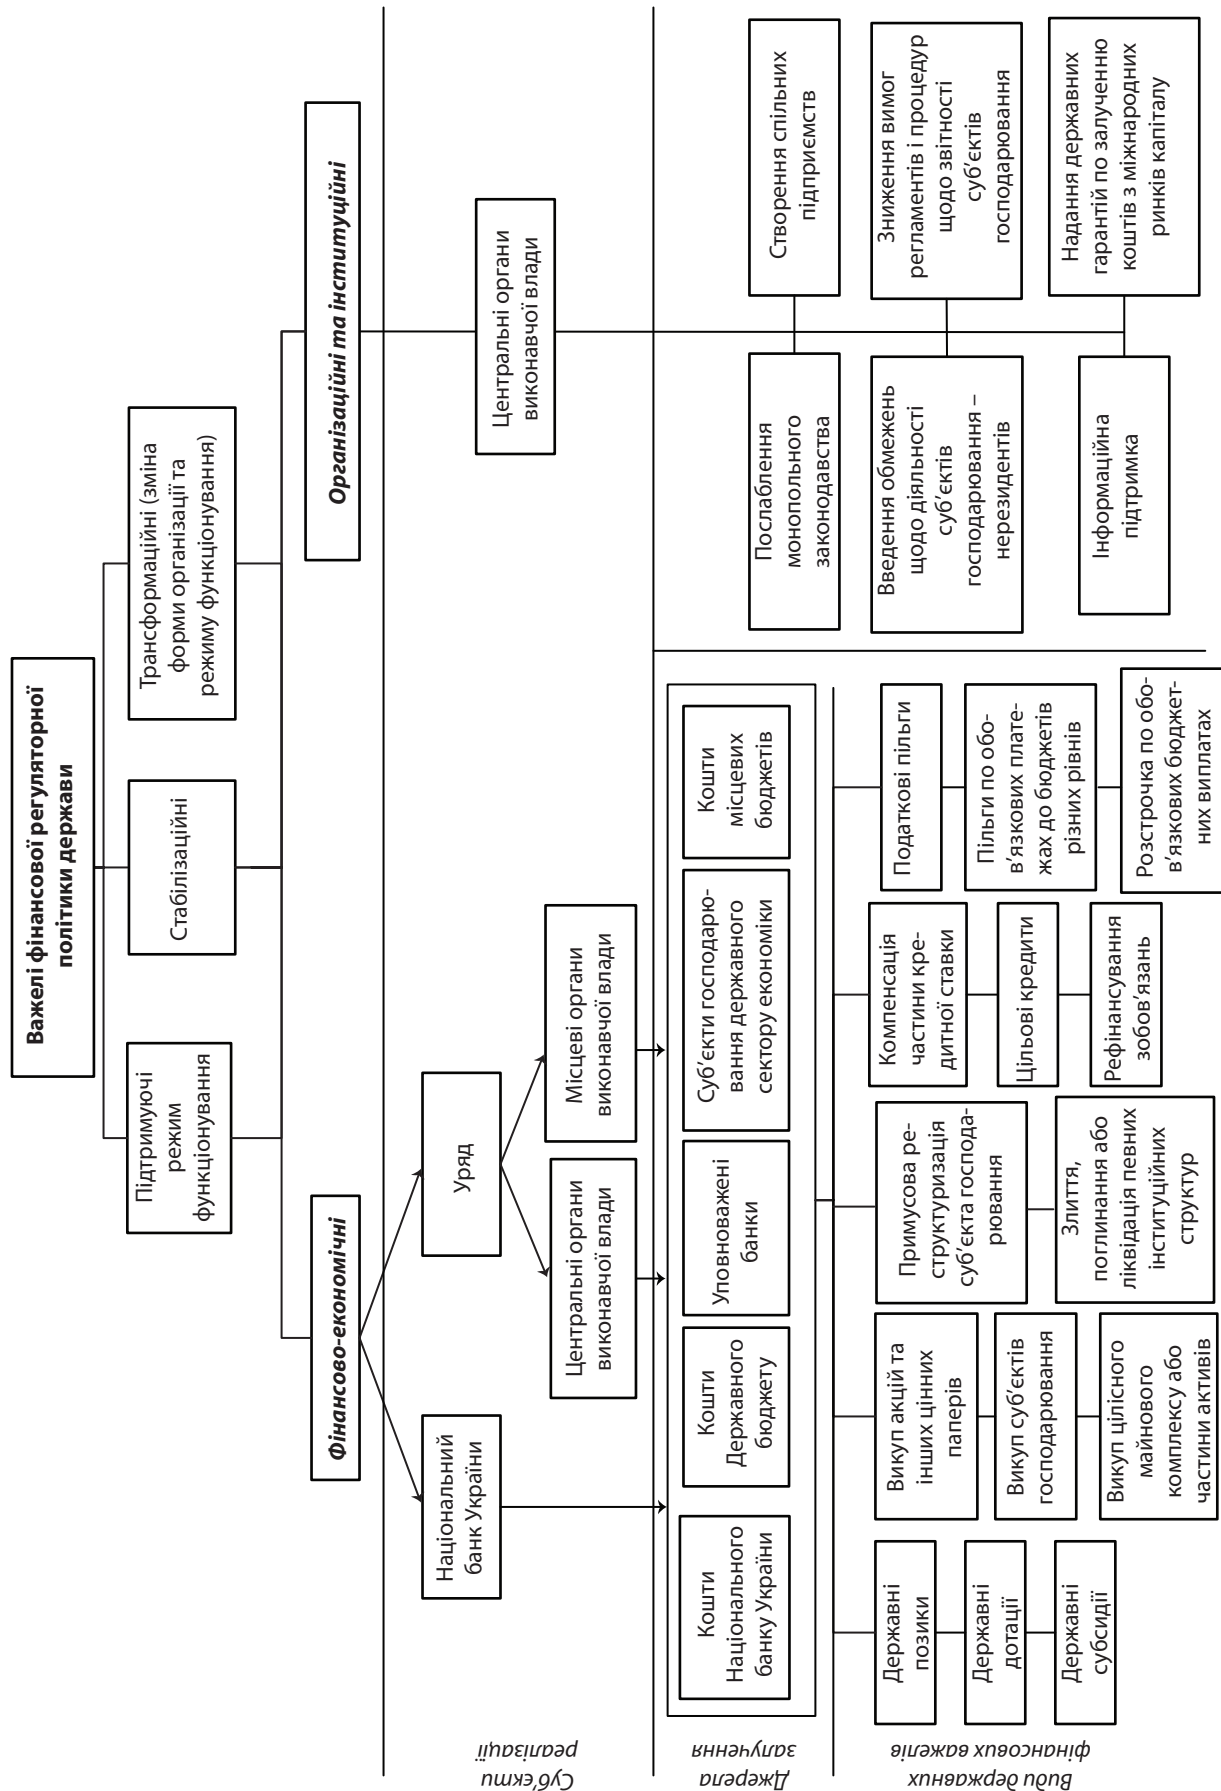 Важелі фінансової регуляторної
політики держави
Підтримуючі
режим
функціонування
Стабілізаційні
Трансформаційні (зміна
форми організації та
режиму функціонування)
Фінансово-економічні
Організаційні та інституційні
Суб’єкти
реалізації
Національний
банк України
Уряд
Центральні органи
виконавчої влади
Місцеві органи
виконавчої влади
Центральні органи
виконавчої влади
Джерела
залучення
Кошти
Національного
банку України
Кошти
Державного
бюджету
Уповноважені
банки
Суб’єкти господарю-
вання державного
сектору економіки
Кошти
місцевих
бюджетів
Види державних
фінансових важелів
Державні
позики
Державні
дотації
Державні
субсидії
Викуп акцій та
інших цінних
паперів
Викуп суб’єктів
господарювання
Викуп цілісного
майнового
комплексу або
частини активів
Примусова ре-
структуризація
суб’єкта господа-
рювання
Злиття,
поглинання або
ліквідація певних
інституційних
структур
Компенсація
частини кре-
дитної ставки
Цільові кредити
Рефінансування
зобов’язань
Податкові пільги
Пільги по обо-
в’язкових плате-
жах до бюджетів
різних рівнів
Розстрочка по обо-
в’язкових бюджет-
них виплатах
Послаблення
монопольного
законодавства
Створення спільних
підприємств
Введення обмежень
щодо діяльності
суб’єктів
господарювання –
нерезидентів
Зниження вимог
регламентів і процедур
щодо звітності
суб’єктів
господарювання
Інформаційна
підтримка
Надання державних
гарантій по залученню
коштів з міжнародних
ринків капіталу